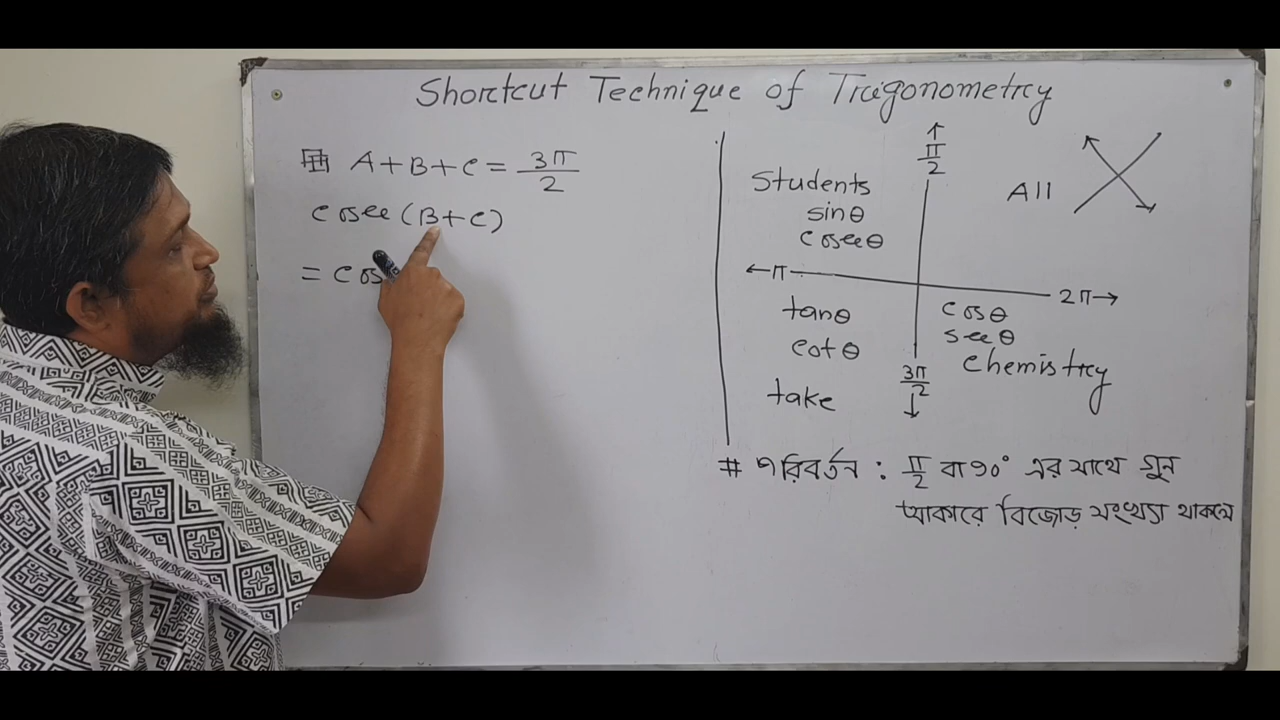 Shortcut Technique of Trigonometry
A+B+C = 3π/2
cosec (B+C)
= cos
π/2
Students
sinθ
cosecθ
All
←π
2π→
tanθ
cotθ
take
cosθ
secθ
Chemistry
3π/2
# পরিবর্তন : π/2 বা ৯০° এর সাথে গুন
আকারে বিজোড় সংখ্যা থাকলে